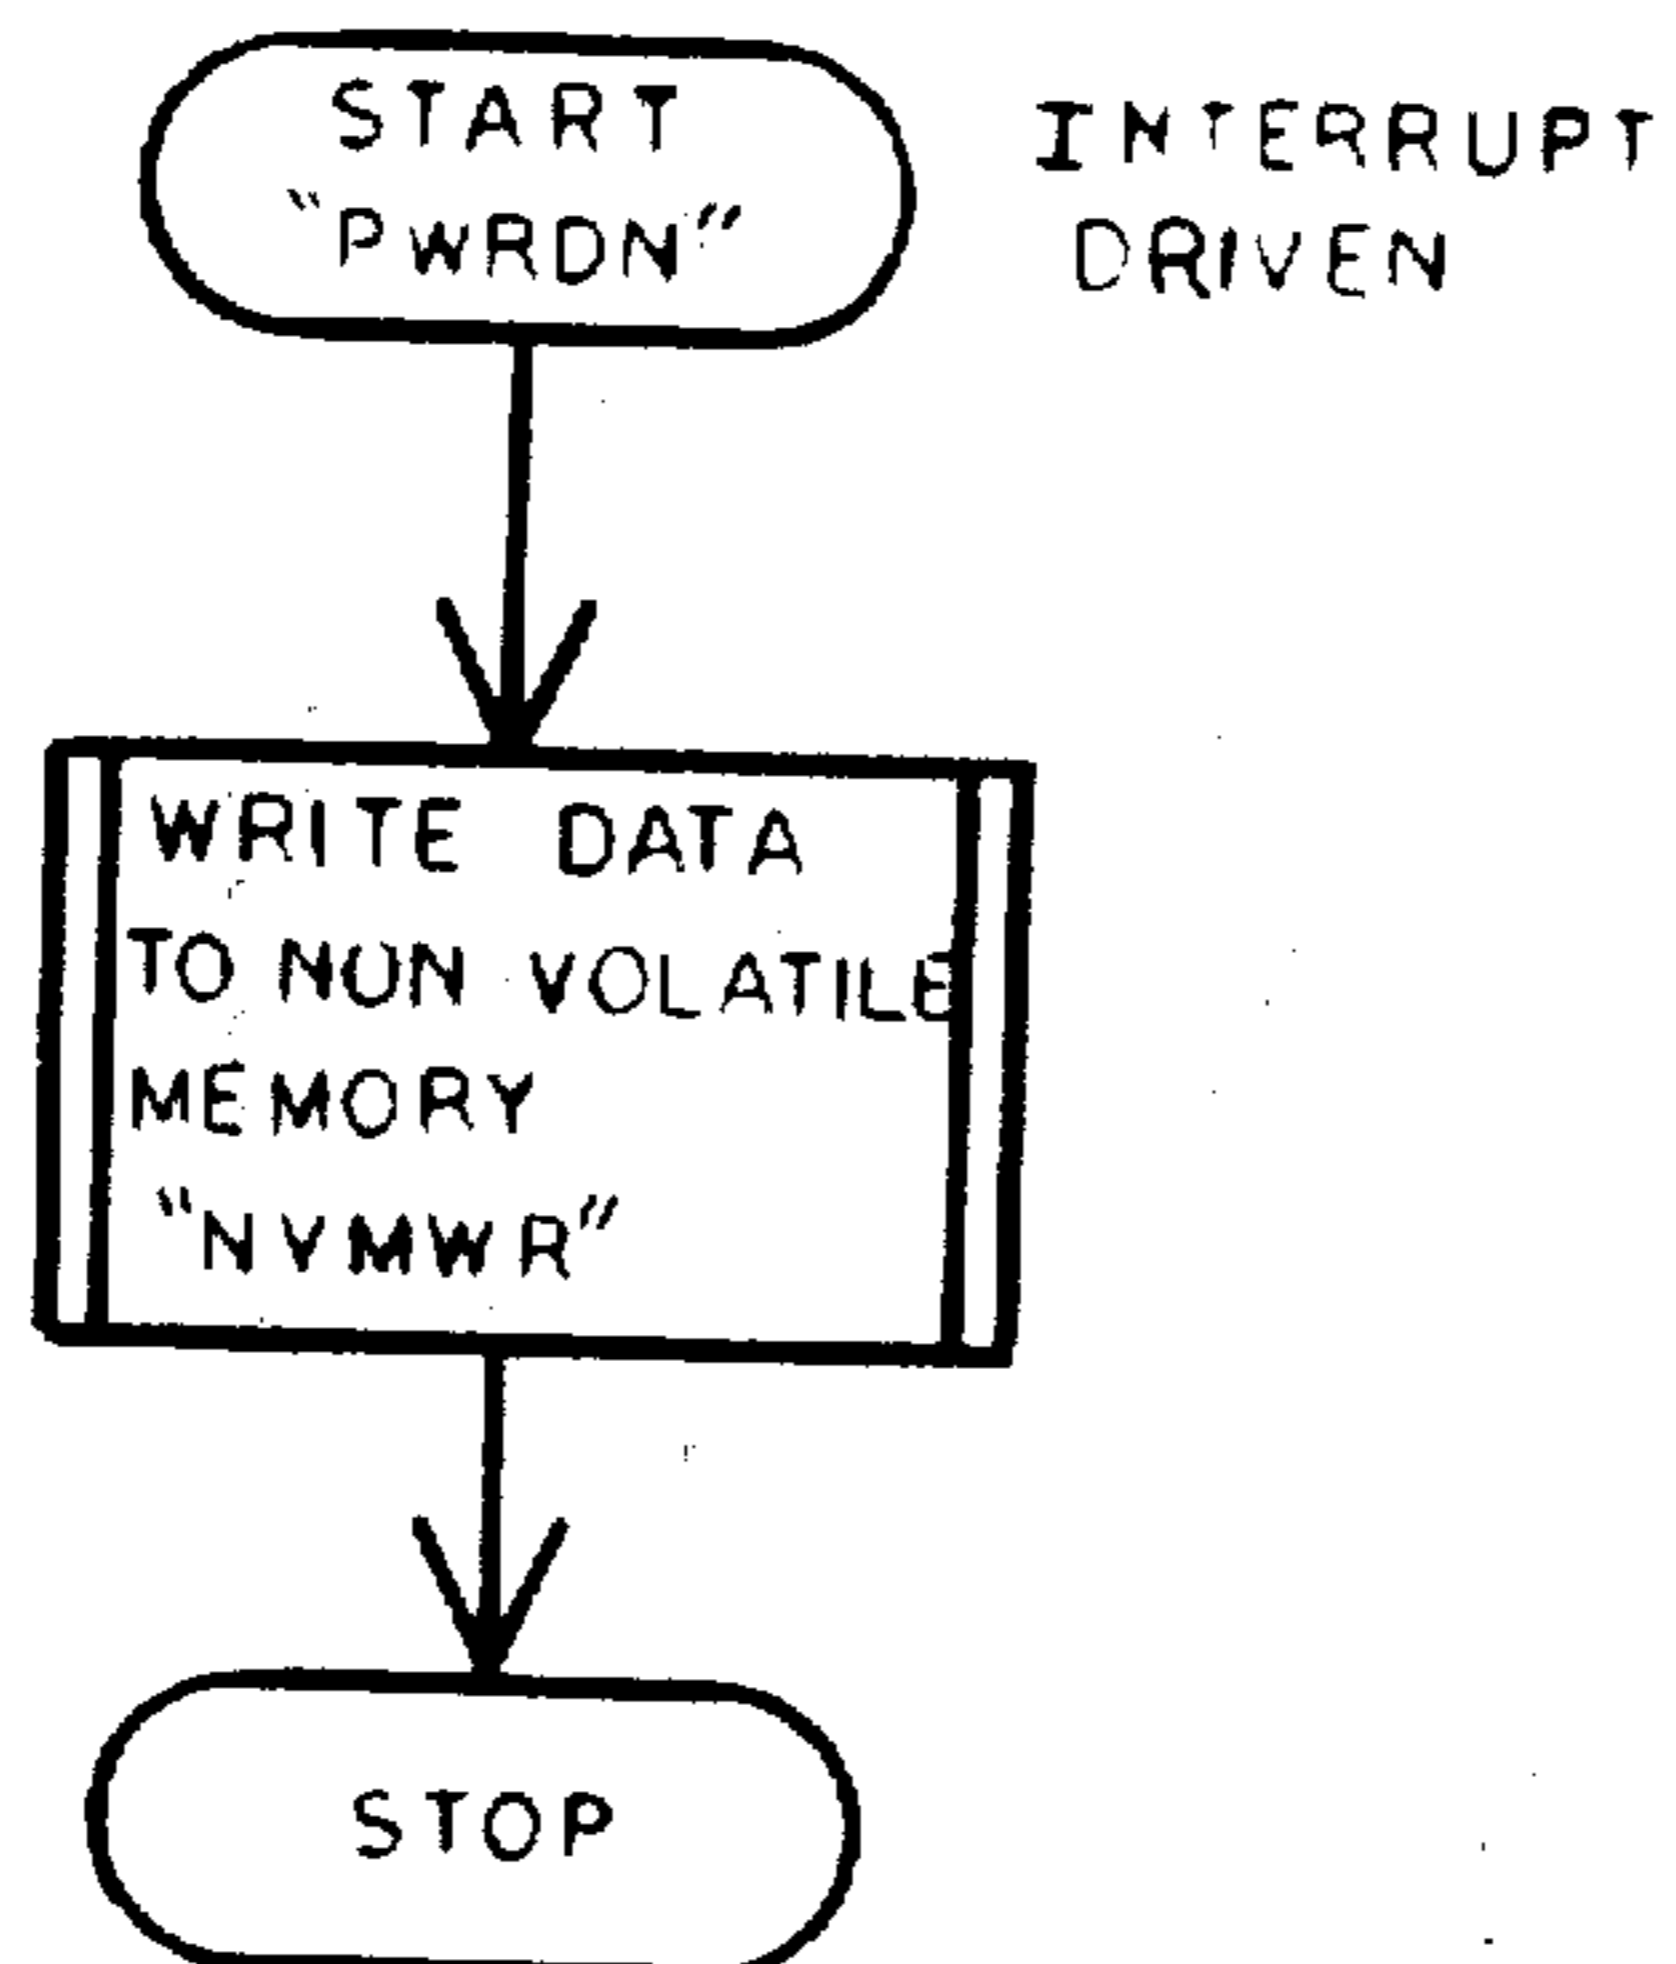 START
"PWRDN"
INTERRUPT
DRIVEN
WRITE DATA
TO NON VOLATILE
MEMORY
"NVMWR"
STOP